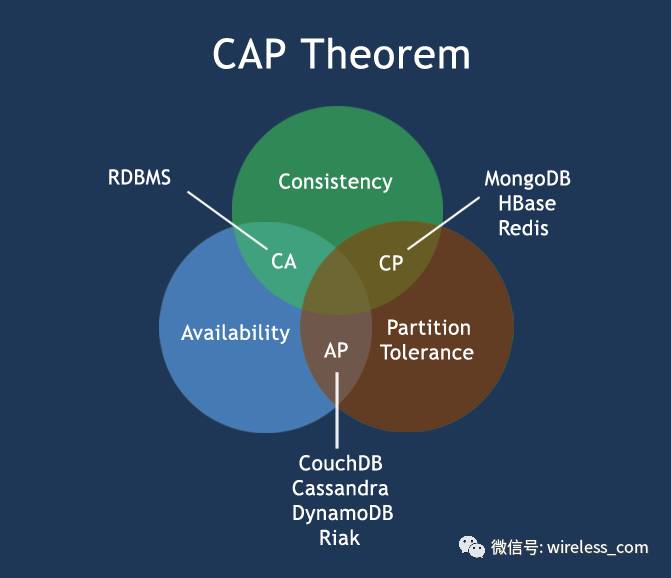 CAP Theorem
RDBMS
Consistency
MongoDB
HBase
Redis
CA
CP
Availability
Partition
Tolerance
AP
CouchDB
Cassandra
DynamoDB
Riak
微信号: wireless_com